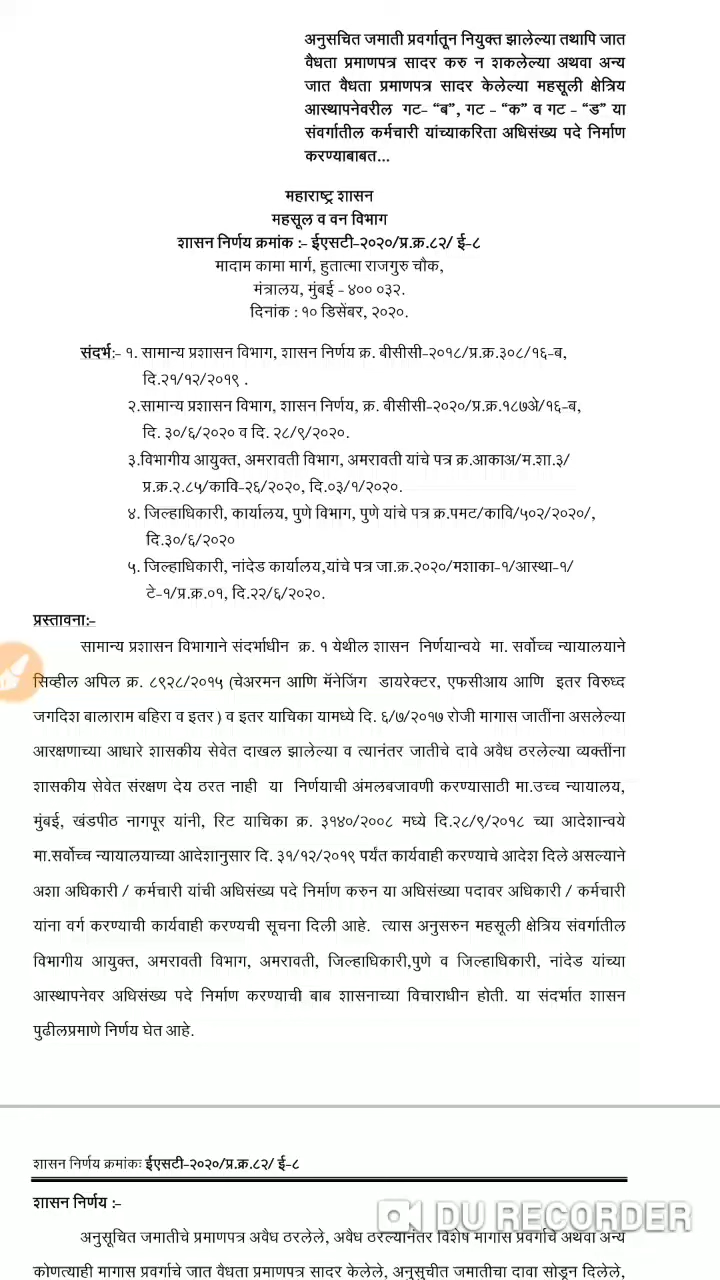 अनुसचित जमाती प्रवर्गातून नियुक्त झालेल्या तथापि जात
वैधता प्रमाणपत्र सादर करु न शकलेल्या अथवा अन्य
जात वैधता प्रमाणपत्र सादर केलेल्या महसूली क्षेत्रिय
आस्थापनेवरील गट- “ब”, गट - “क” व गट - “ड” या
संवर्गातील कर्मचारी यांच्याकरिता अधिसंख्य पदे निर्माण
करण्याबाबत...
महाराष्ट्र शासन
महसूल व वन विभाग
शासन निर्णय क्रमांक :- ईएसटी-२०२०/प्र.क्र.८२/ ई-८
मादाम कामा मार्ग, हुतात्मा राजगुरु चौक,
मंत्रालय, मुंबई - ४०० ०३२.
दिनांक : १० डिसेंबर, २०२०.
संदर्भ:- १. सामान्य प्रशासन विभाग, शासन निर्णय क्र. बीसीसी-२०१८/प्र.क्र.३०८/१६-ब,
दि.२१/१२/२०१९ .
२.सामान्य प्रशासन विभाग, शासन निर्णय, क्र. बीसीसी-२०२०/प्र.क्र.१८७अे/१६-ब,
दि. ३०/६/२०२० व दि. २८/९/२०२०.
३.विभागीय आयुक्त, अमरावती विभाग, अमरावती यांचे पत्र क्र.आकाअ/म.शा.३/
प्र.क्र.२.८५/कावि-२६/२०२०, दि.०३/१/२०२०.
४. जिल्हाधिकारी, कार्यालय, पुणे विभाग, पुणे यांचे पत्र क्र.पमट/कावि/५०२/२०२०/,
दि.३०/६/२०२०
५. जिल्हाधिकारी, नांदेड कार्यालय,यांचे पत्र जा.क्र.२०२०/मशाका-१/आस्था-१/
टे-१/प्र.क्र.०१, दि.२२/६/२०२०.
प्रस्तावना:-
सामान्य प्रशासन विभागाने संदर्भाधीन क्र. १ येथील शासन निर्णयान्वये मा. सर्वोच्च न्यायालयाने
सिव्हील अपिल क्र. ८९२८/२०१५ (चेअरमन आणि मॅनेजिंग डायरेक्टर, एफसीआय आणि इतर विरुध्द
जगदिश बालाराम बहिरा व इतर ) व इतर याचिका यामध्ये दि. ६/७/२०१७ रोजी मागास जातींना असलेल्या
आरक्षणाच्या आधारे शासकीय सेवेत दाखल झालेल्या व त्यानंतर जातीचे दावे अवैध ठरलेल्या व्यक्तींना
शासकीय सेवेत संरक्षण देय ठरत नाही या निर्णयाची अंमलबजावणी करण्यासाठी मा.उच्च न्यायालय,
मुंबई, खंडपीठ नागपूर यांनी, रिट याचिका क्र. ३१४०/२००८ मध्ये दि.२८/९/२०१८ च्या आदेशान्वये
मा.सर्वोच्च न्यायालयाच्या आदेशानुसार दि. ३१/१२/२०१९ पर्यंत कार्यवाही करण्याचे आदेश दिले असल्याने
अशा अधिकारी / कर्मचारी यांची अधिसंख्य पदे निर्माण करुन या अधिसंख्या पदावर अधिकारी / कर्मचारी
यांना वर्ग करण्याची कार्यवाही करण्यची सूचना दिली आहे. त्यास अनुसरुन महसूली क्षेत्रिय संवर्गातील
विभागीय आयुक्त, अमरावती विभाग, अमरावती, जिल्हाधिकारी,पुणे व जिल्हाधिकारी, नांदेड यांच्या
आस्थापनेवर अधिसंख्य पदे निर्माण करण्याची बाब शासनाच्या विचाराधीन होती. या संदर्भात शासन
पुढीलप्रमाणे निर्णय घेत आहे.
शासन निर्णय क्रमांकः ईएसटी-२०२०/प्र.क्र.८२/ ई-८
शासन निर्णय :-
DU RECORDER
अनुसूचित जमातीचे प्रमाणपत्र अवैध ठरलेले, अवैध ठरल्यानंतर विशेष मागास प्रवर्गाचे अथवा अन्य
कोणत्याही मागास प्रवर्गाचे जात वैधता प्रमाणपत्र सादर केलेले, अनुसुचीत जमातीचा दावा सोडून दिलेले,